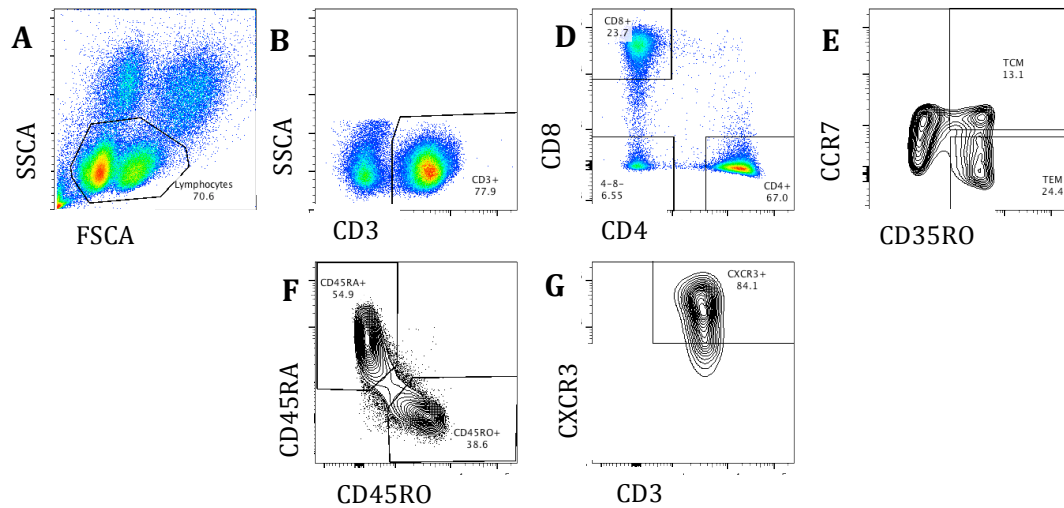 A
SSCA
Lymphocytes
70.6
FSCA
B
SSCA
CD3+
77.9
CD3
D
CD8
CD8+
23.7
4-8-
6.55
CD4+
67.0
CD4
E
CCR7
TCM
13.1
TEM
24.4
CD35RO
F
CD45RA
CD45RA+
54.9
CD45RO+
38.6
CD45RO
G
CXCR3
CXCR3+
84.1
CD3